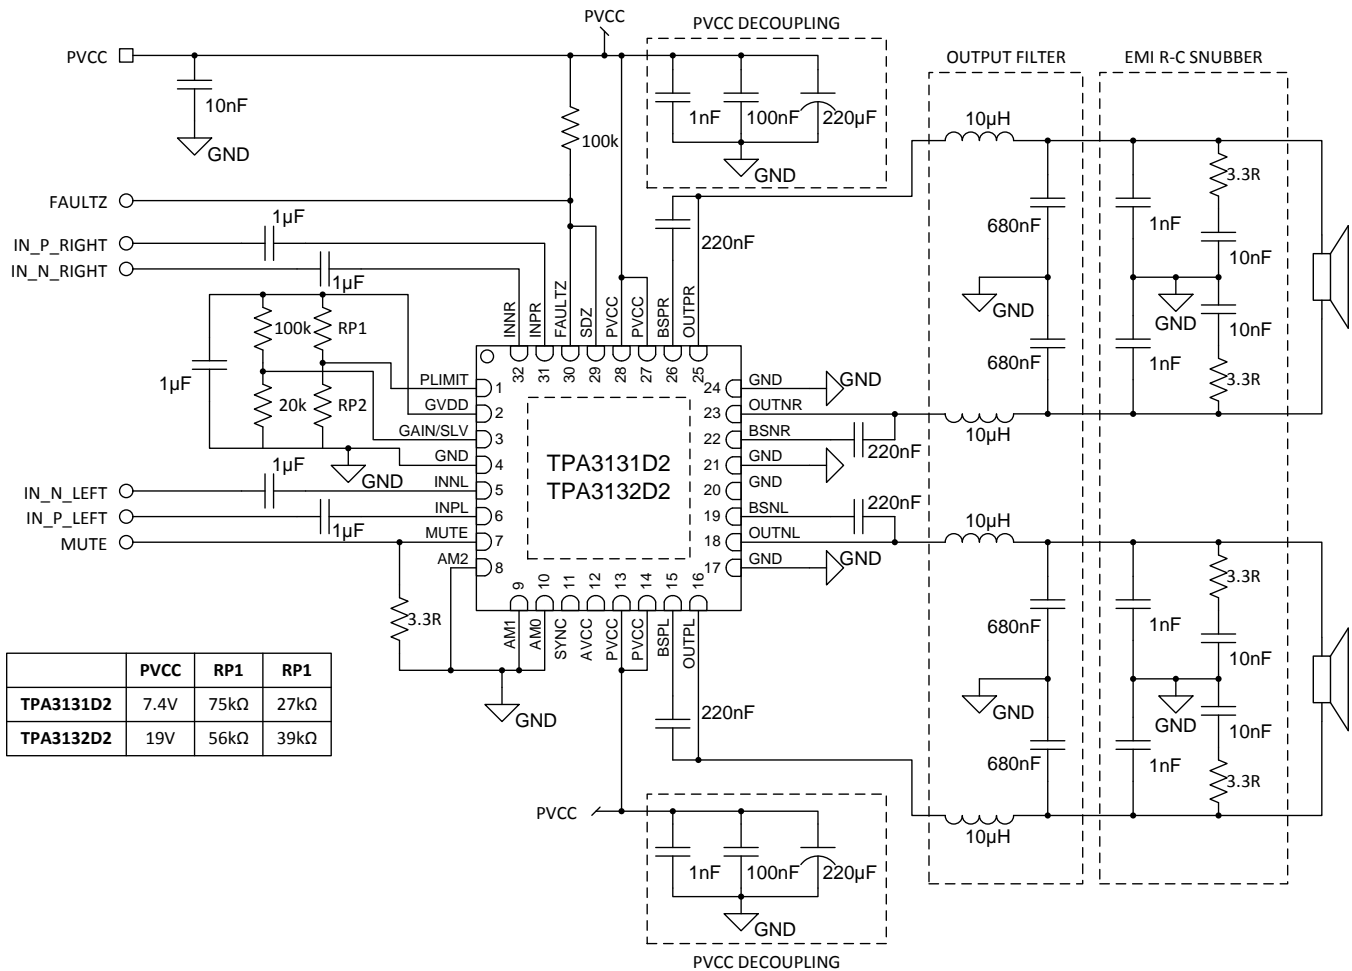 PVCC
PVCC DECOUPLING
PVCC
OUTPUT FILTER
EMI R-C SNUBBER
10nF
1nF
100nF
220µF
GND
GND
100k
10µH
3.3R
FAULTZ
1µF
IN_P_RIGHT
IN_N_RIGHT
1µF
220nF
680nF
1nF
10nF
GND
GND
100k
RP1
1µF
20k
RP2
680nF
1nF
10nF
3.3R
INNR
INPR
FAULTZ
SDZ
PVCC
PVCC
BSPR
OUTPR
32
31
30
29
28
27
26
25
PLIMIT
1
GVDD
2
GAIN/SLV
3
GND
4
INNL
5
INPL
6
MUTE
7
AM2
8
24
GND
GND
23
OUTNR
22
BSNR
220nF
21
GND
20
GND
19
BSNL
220nF
18
OUTNL
17
GND
GND
10µH
TPA3131D2
TPA3132D2
GND
1µF
IN_N_LEFT
IN_P_LEFT
1µF
MUTE
3.3R
9
10
11
12
13
14
15
16
AM1
AM0
SYNC
AVCC
PVCC
PVCC
BSPL
OUTPL
GND
220nF
10µH
3.3R
680nF
1nF
10nF
GND
GND
680nF
1nF
10nF
3.3R
10µH
PVCC RP1 RP1
TPA3131D2 7.4V 75kΩ 27kΩ
TPA3132D2 19V 56kΩ 39kΩ
PVCC
1nF
100nF
220µF
GND
PVCC DECOUPLING